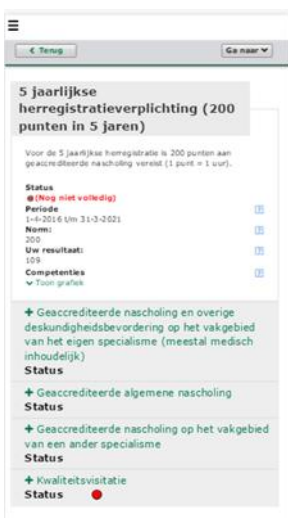 Terug
Ga naar
5 jaarlijkse
herregistratieverplichting (200
punten in 5 jaren)
Voor de 5 jaarlijkse herregistratie is 200 punten aan
geaccrediteerde nascholing vereist (1 punt = 1 uur).
Status
(Nog niet volledig)
Periode
1-4-2016 t/m 31-3-2021
Norm:
200
Uw resultaat:
109
Competenties
Toon grafiek
+ Geaccrediteerde nascholing en overige
deskundigheidsbevordering op het vakgebied
van het eigen specialisme (meestal medisch
inhoudelijk)
Status
+ Geaccrediteerde algemene nascholing
Status
+ Geaccrediteerde nascholing op het vakgebied
van een ander specialisme
Status
+ Kwaliteitsvisitatie
Status